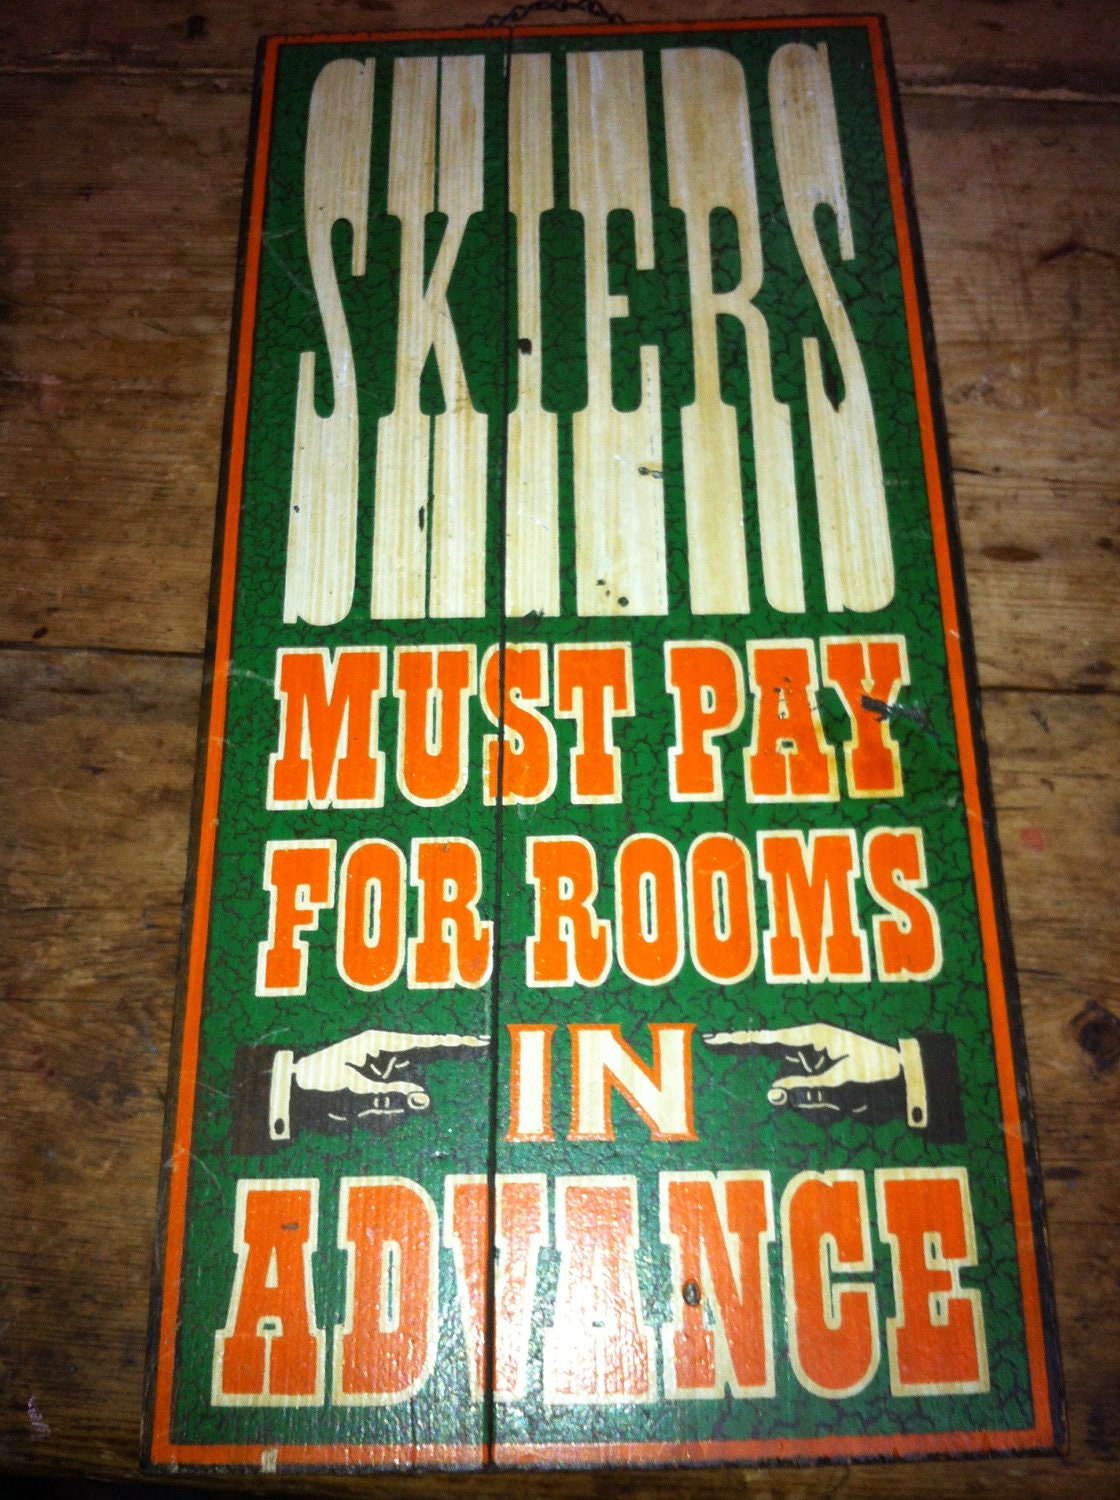 SKIERS
MUST PAY
FOR ROOMS
IN
ADVANCE